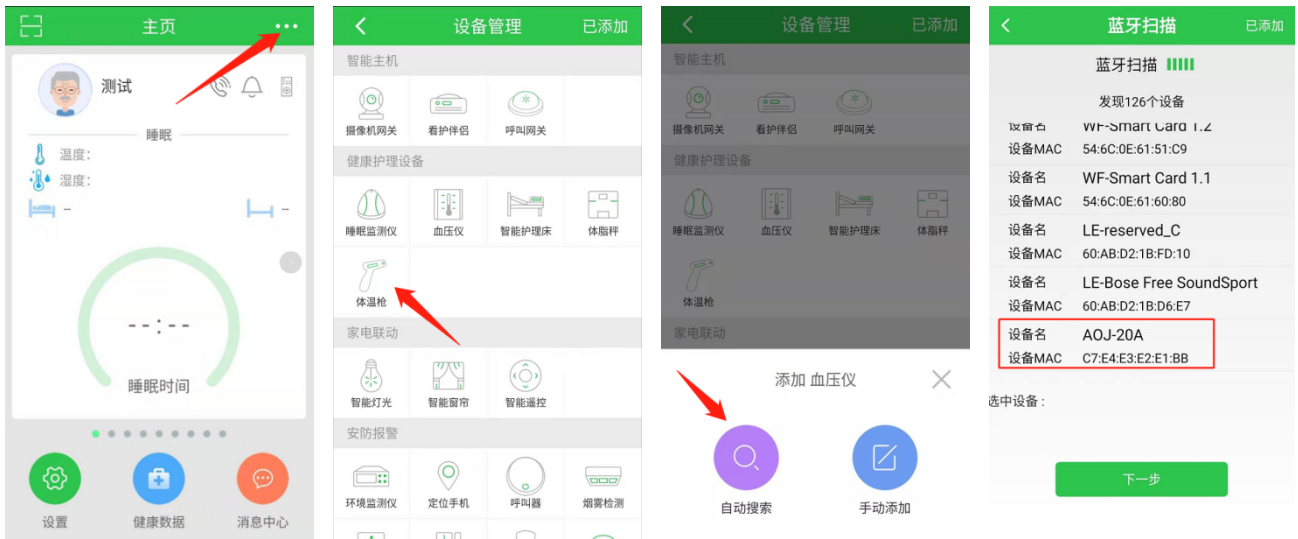 主页
测试
睡眠
温度:
湿度:
-
-
--:--
睡眠时间
设置
健康数据
消息中心
设备管理
已添加
智能主机
摄像机网关
看护伴侣
呼叫网关
健康护理设备
睡眠监测仪
血压仪
智能护理床
体脂秤
体温枪
家电联动
智能灯光
智能窗帘
智能遥控
安防报警
环境监测仪
定位手机
呼叫器
烟雾检测
设备管理
已添加
智能主机
摄像机网关
看护伴侣
呼叫网关
健康护理设备
睡眠监测仪
血压仪
智能护理床
体脂秤
体温枪
家电联动
添加 血压仪
自动搜索
手动添加
蓝牙扫描
已添加
蓝牙扫描
发现126个设备
设备名 WF-Smart Card 1.2
设备MAC 54:6C:0E:61:51:C9
设备名 WF-Smart Card 1.1
设备MAC 54:6C:0E:61:60:80
设备名 LE-reserved_C
设备MAC 60:AB:D2:1B:FD:10
设备名 LE-Bose Free SoundSport
设备MAC 60:AB:D2:1B:D6:E7
设备名 AOJ-20A
设备MAC C7:E4:E3:E2:E1:BB
选中设备 :
下一步